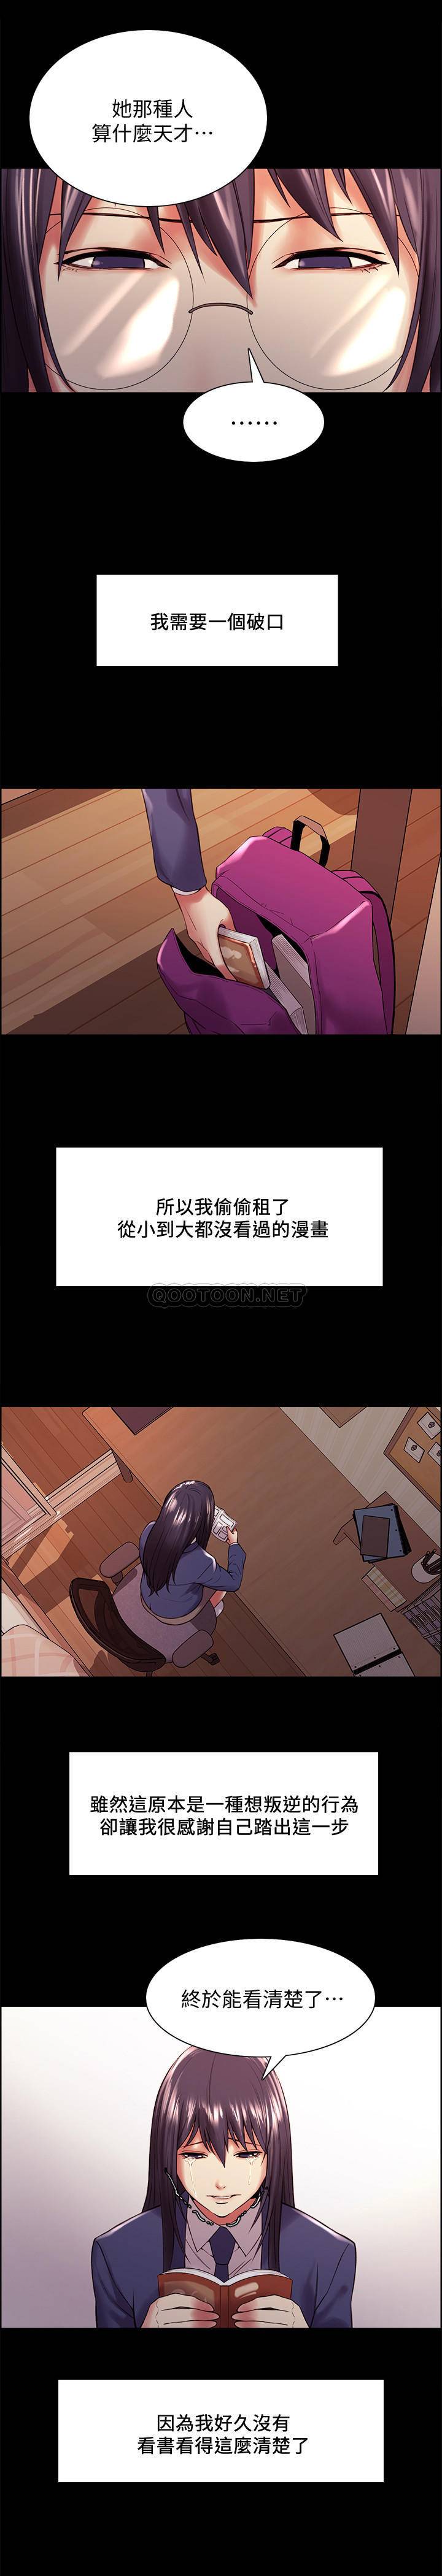 她那種人
算什麼天才⋯
⋯⋯
我需要一個破口
所以我偷偷租了
從小到大都沒看過的漫畫
QOOTOON.NET
雖然這原本是一種想叛逆的行為
卻讓我很感謝自己踏出這一步
終於能看清楚了⋯
因為我好久沒有
看書看得這麼清楚了